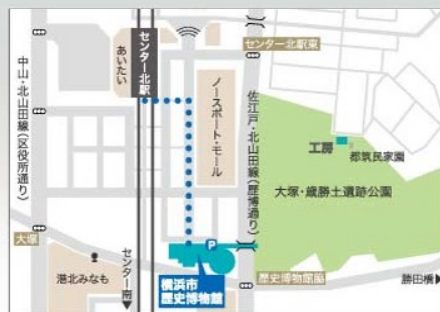 センター北駅
あいたい
センター北駅東
中山・北山田線(区役所通り)
ノースポート・モール
佐江戸・北山田線(歴博通り)
工房
都筑民家園
大塚・歳勝土遺跡公園
大塚
P
港北みなも
センター南
横浜市
歴史博物館
歴史博物館南
勝田橋